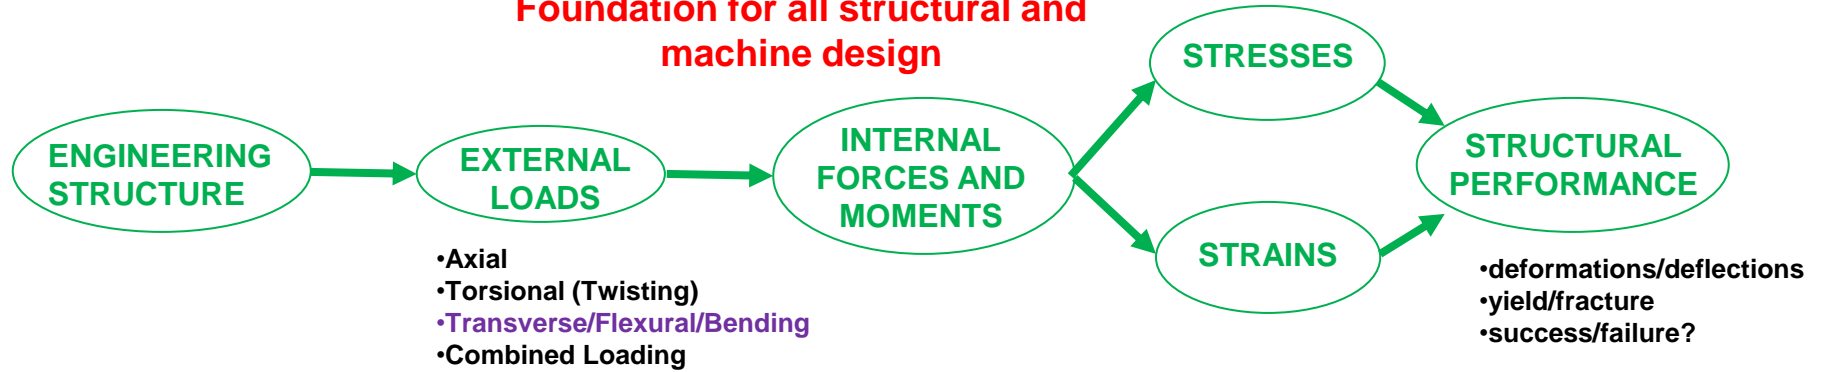 Foundation for all structural and
machine design
ENGINEERING
STRUCTURE
EXTERNAL
LOADS
•Axial
•Torsional (Twisting)
•Transverse/Flexural/Bending
•Combined Loading
INTERNAL
FORCES AND
MOMENTS
STRESSES
STRAINS
STRUCTURAL
PERFORMANCE
•deformations/deflections
•yield/fracture
•success/failure?